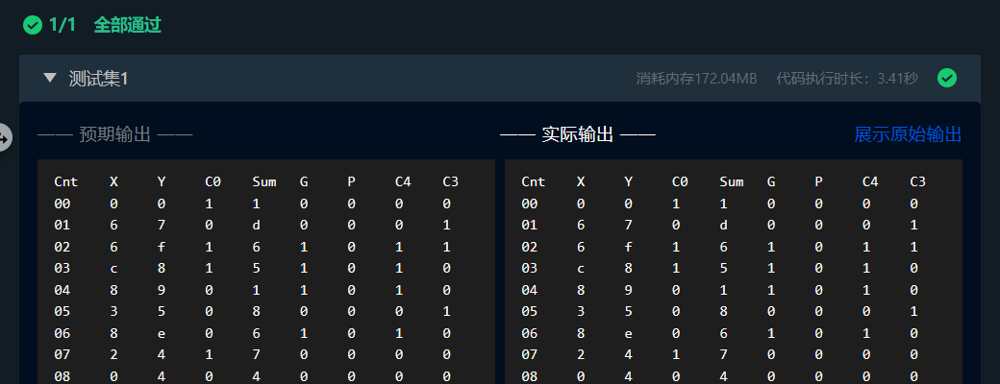 1/1 全部通过
测试集1 消耗内存172.04MB 代码执行时长：3.41秒
—— 预期输出 —— —— 实际输出 —— 展示原始输出
Cnt X Y C0 Sum G P C4 C3 Cnt X Y C0 Sum G P C4 C3
00 0 0 1 1 0 0 0 0 00 0 0 1 1 0 0 0 0
01 6 7 0 d 0 0 0 1 01 6 7 0 d 0 0 0 1
02 6 f 1 6 1 0 1 1 02 6 f 1 6 1 0 1 1
03 c 8 1 5 1 0 1 0 03 c 8 1 5 1 0 1 0
04 8 9 0 1 1 0 1 0 04 8 9 0 1 1 0 1 0
05 3 5 0 8 0 0 0 1 05 3 5 0 8 0 0 0 1
06 8 e 0 6 1 0 1 0 06 8 e 0 6 1 0 1 0
07 2 4 1 7 0 0 0 0 07 2 4 1 7 0 0 0 0
08 0 4 0 4 0 0 0 0 08 0 4 0 4 0 0 0 0